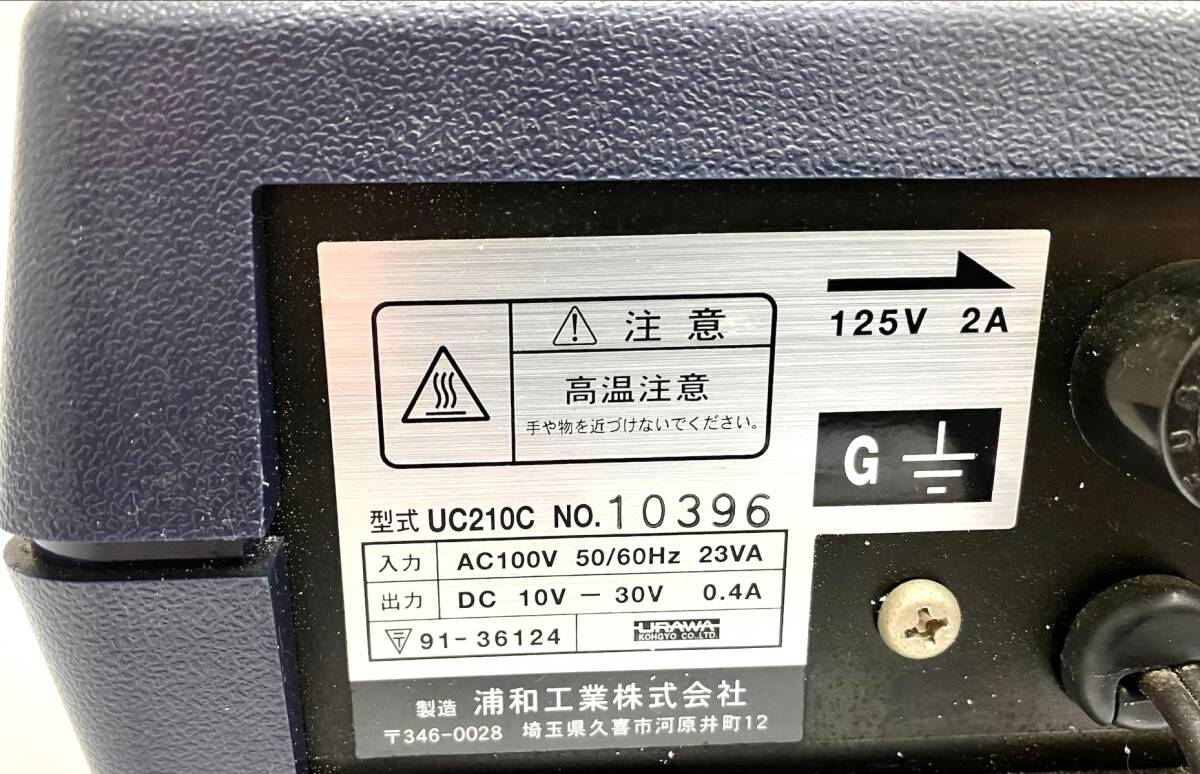 注意
高温注意
手や物を近づけないでください。
125V 2A
G
型式 UC210C NO. 10396
入力 AC100V 50/60Hz 23VA
出力 DC 10V — 30V 0.4A
〒 91-36124 URAWA
KOHGYO CO.,LTD.
製造 浦和工業株式会社
〒346-0028 埼玉県久喜市河原井町12